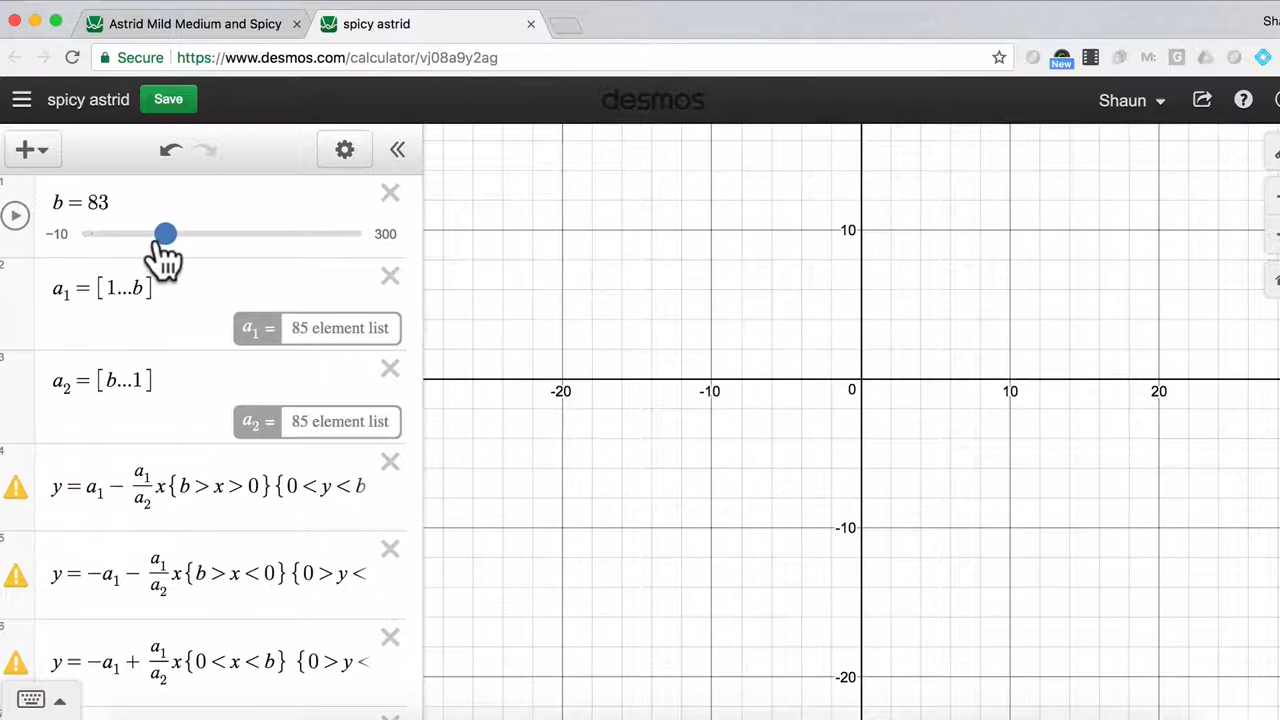 Astrid Mild Medium and Spicy
spicy astrid
Sha
Secure
https://www.desmos.com/calculator/vj08a9y2ag
New
M:
G
spicy astrid
Save
desmos
Shaun
?
1
b = 83
−10
300
2
a₁ = [1...b]
a₁ =
85 element list
3
a₂ = [b...1]
a₂ =
85 element list
4
y = a₁ − a₁/a₂ x{b > x > 0}{0 < y < b
5
y = −a₁ − a₁/a₂ x{b > x < 0}{0 > y <
6
y = −a₁ + a₁/a₂ x{0 < x < b} {0 > y <
10
-20
-10
0
10
20
-10
-20